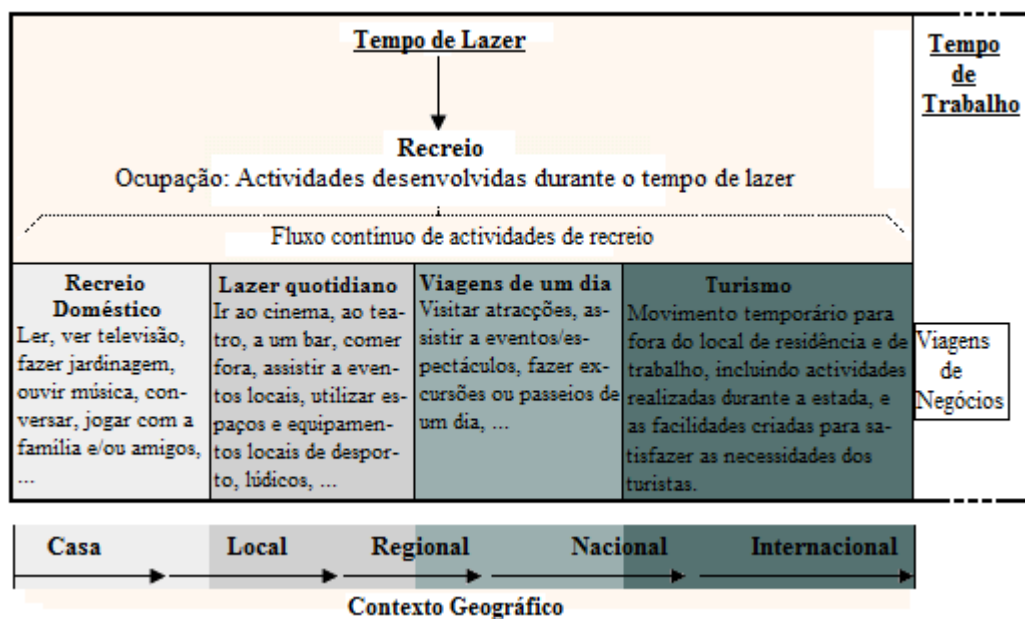 Tempo de Lazer
Tempo
de
Trabalho
Recreio
Ocupação: Actividades desenvolvidas durante o tempo de lazer
Fluxo continuo de actividades de recreio
Recreio
Doméstico
Ler, ver televisão,
fazer jardinagem,
ouvir música, con-
versar, jogar com a
família e/ou amigos,
...
Lazer quotidiano
Ir ao cinema, ao tea-
tro, a um bar, comer
fora, assistir a even-
tos locais, utilizar es-
paços e equipamen-
tos locais de despor-
to, lúdicos, ...
Viagens de um dia
Visitar atracções, as-
sistir a eventos/es-
pectáculos, fazer ex-
cursões ou passeios de
um dia, ...
Turismo
Movimento temporário para
fora do local de residência e de
trabalho, incluindo actividades
realizadas durante a estada, e
as facilidades criadas para sa-
tisfazer as necessidades dos
turistas.
Viagens
de
Negócios
Casa Local Regional Nacional Internacional
Contexto Geográfico